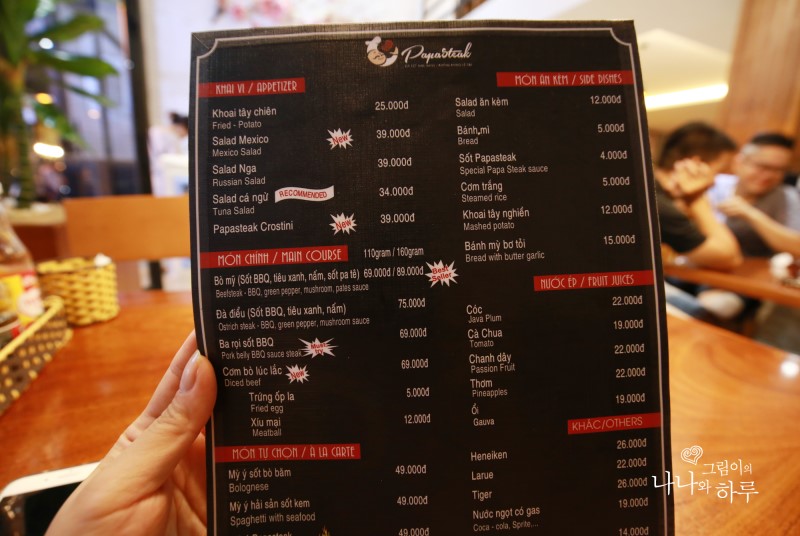 Papasteak
KHAI VỊ / APPETIZER
Khoai tây chiên 25.000đ
Fried - Potato
Salad Mexico New 39.000đ
Mexico Salad
Salad Nga 39.000đ
Russian Salad
Salad cá ngừ RECOMMENDED 34.000đ
Tuna Salad
Papasteak Crostini New 39.000đ
MÓN CHÍNH / MAIN COURSE 110gram / 160gram
Bò mỹ (Sốt BBQ, tiêu xanh, nấm, sốt pa tê) 69.000đ / 89.000đ Best Seller
Beefsteak - BBQ, green pepper, mushroom, pates sauce
Đà điểu (Sốt BBQ, tiêu xanh, nấm) 75.000đ
Ostrich steak - BBQ, green pepper, mushroom sauce
Ba rọi sốt BBQ 69.000đ
Pork belly BBQ sauce steak
Cơm bò lúc lắc New 69.000đ
Diced beef
Trứng ốp la 5.000đ
Fried egg
Xíu mại 12.000đ
Meatball
MÓN TỰ CHỌN / A LA CARTE
Mỳ ý sốt bò bằm 49.000đ
Bolognese
Mỳ ý hải sản sốt kem 49.000đ
Spaghetti with seafood
MÓN ĂN KÈM / SIDE DISHES
Salad ăn kèm 12.000đ
Salad
Bánh mì 5.000đ
Bread
Sốt Papasteak 4.000đ
Special Papa Steak sauce
Cơm trắng 5.000đ
Steamed rice
Khoai tây nghiền 12.000đ
Mashed potato
Bánh mỳ bơ tỏi 15.000đ
Bread with butter garlic
NƯỚC ÉP / FRUIT JUICES
Cóc 22.000đ
Java Plum
Cà Chua 19.000đ
Tomato
Chanh dây 22.000đ
Passion Fruit
Thơm 22.000đ
Pineapples
Ổi 19.000đ
Gauva
KHÁC/OTHERS
Heneiken 26.000đ
Larue 22.000đ
Tiger 26.000đ
Nước ngọt có gas 19.000đ
Coca - cola, Sprite,...
14.000đ
그림이의
나나와 하루